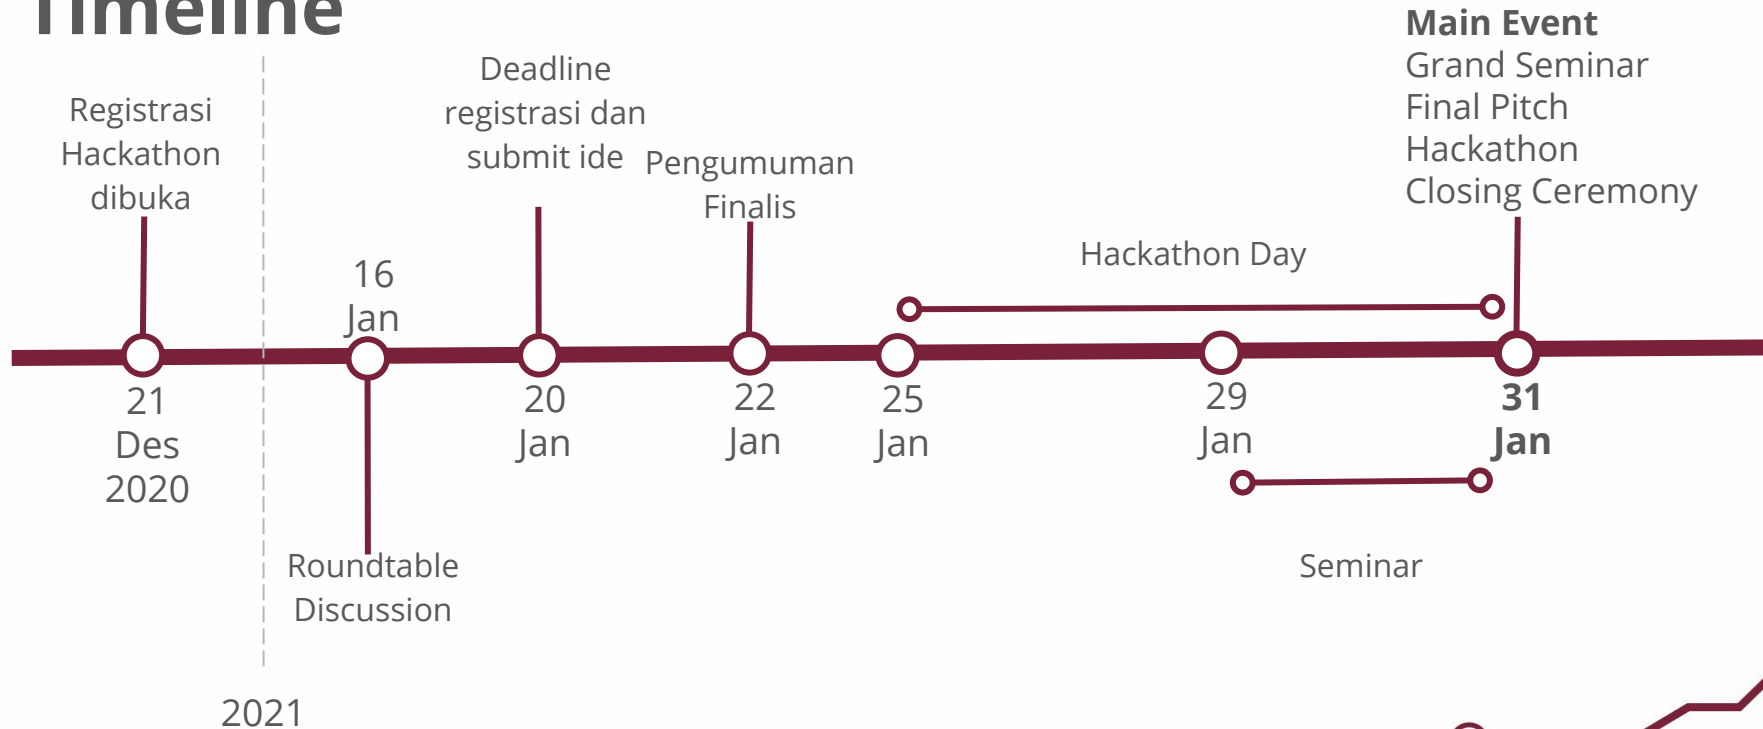 Timeline
Registrasi
Hackathon
dibuka
21
Des
2020
2021
16
Jan
Roundtable
Discussion
Deadline
registrasi dan
submit ide
20
Jan
Pengumuman
Finalis
22
Jan
25
Jan
Hackathon Day
29
Jan
Seminar
Main Event
Grand Seminar
Final Pitch
Hackathon
Closing Ceremony
31
Jan